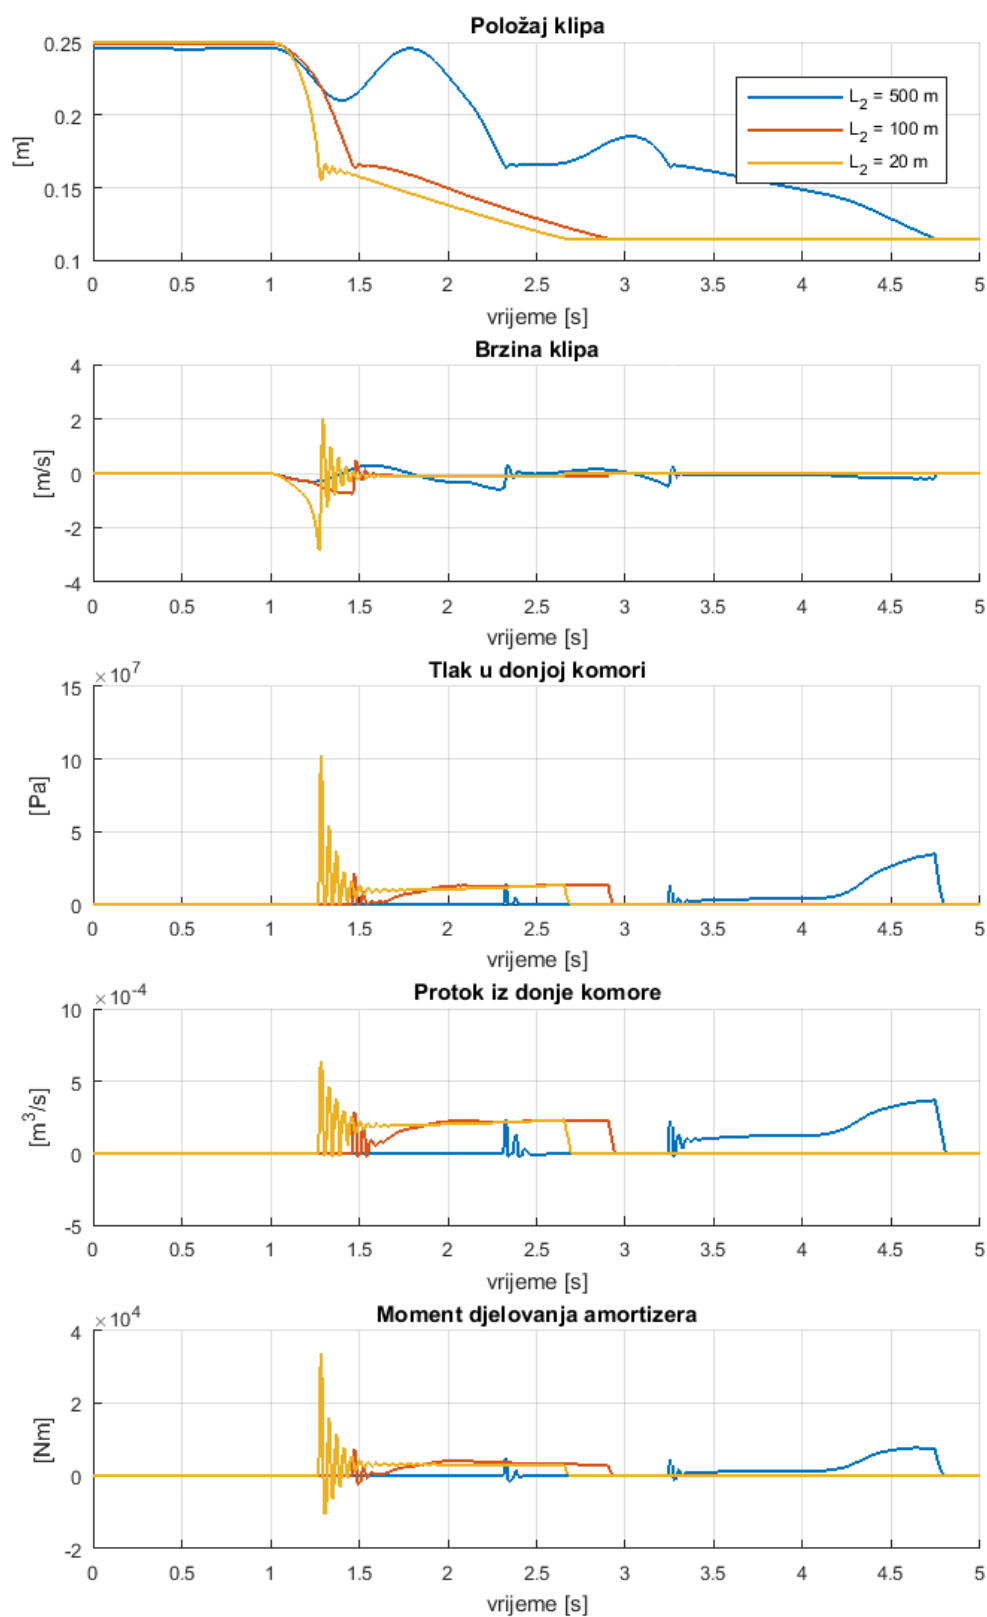 Položaj klipa
0.25
0.2
0.15
0.1
[m]
L2 = 500 m
L2 = 100 m
L2 = 20 m
0 0.5 1 1.5 2 2.5 3 3.5 4 4.5 5
vrijeme [s]
Brzina klipa
4
2
0
-2
-4
[m/s]
0 0.5 1 1.5 2 2.5 3 3.5 4 4.5 5
vrijeme [s]
×10^7
Tlak u donjoj komori
15
10
5
0
[Pa]
0 0.5 1 1.5 2 2.5 3 3.5 4 4.5 5
vrijeme [s]
×10^-4
Protok iz donje komore
10
5
0
-5
[m^3/s]
0 0.5 1 1.5 2 2.5 3 3.5 4 4.5 5
vrijeme [s]
×10^4
Moment djelovanja amortizera
4
2
0
-2
[Nm]
0 0.5 1 1.5 2 2.5 3 3.5 4 4.5 5
vrijeme [s]